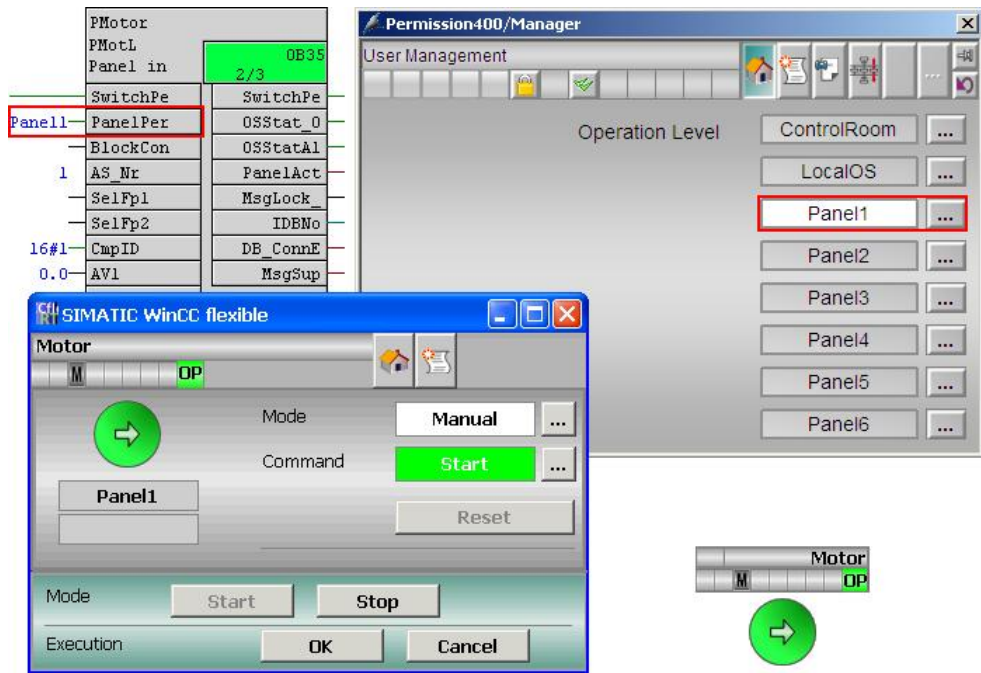 PMotor
PMotL
Panel in
OB35
2/3
SwitchPe SwitchPe
Panel1 PanelPer OSStat_O
BlockCon OSStatAl
1 AS_Nr PanelAct
SelFp1 MsgLock_
SelFp2 IDBNo
16#1 CmpID DB_ConnE
0.0 AV1 MsgSup
Permission400/Manager
User Management
Operation Level ControlRoom ...
LocalOS ...
Panel1 ...
Panel2 ...
Panel3 ...
Panel4 ...
Panel5 ...
Panel6 ...
SIMATIC WinCC flexible
Motor
M OP
Mode Manual ...
Command Start ...
Panel1
Reset
Mode Start Stop
Execution OK Cancel
Motor
M OP